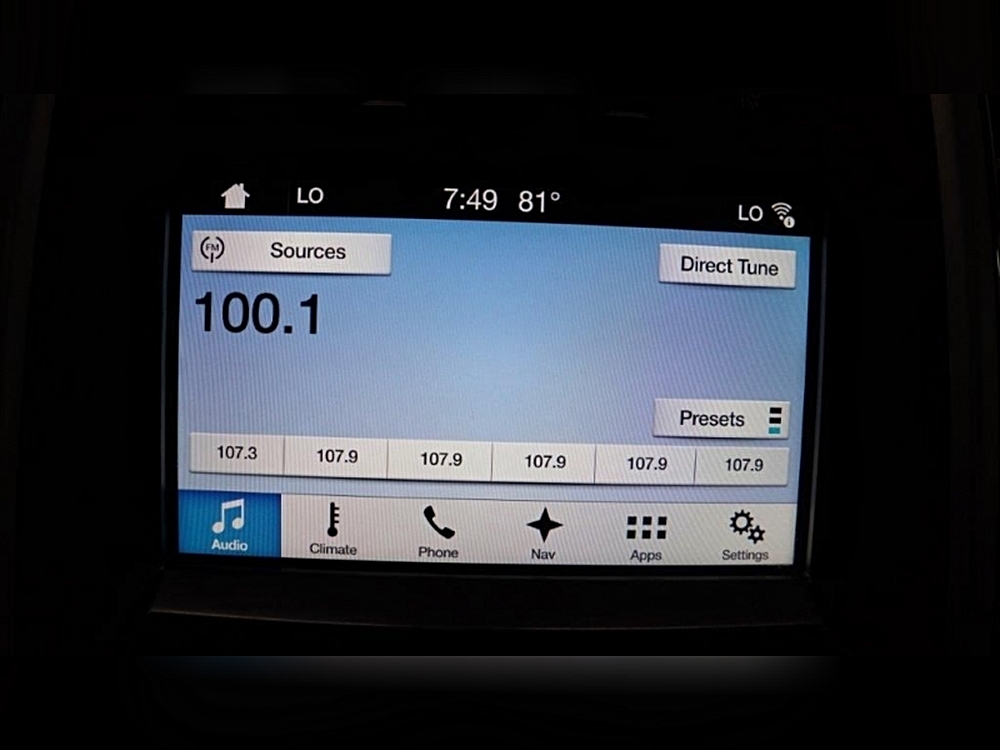 LO 7:49 81° LO
FM Sources Direct Tune
100.1
Presets
107.3 107.9 107.9 107.9 107.9 107.9
Audio Climate Phone Nav Apps Settings